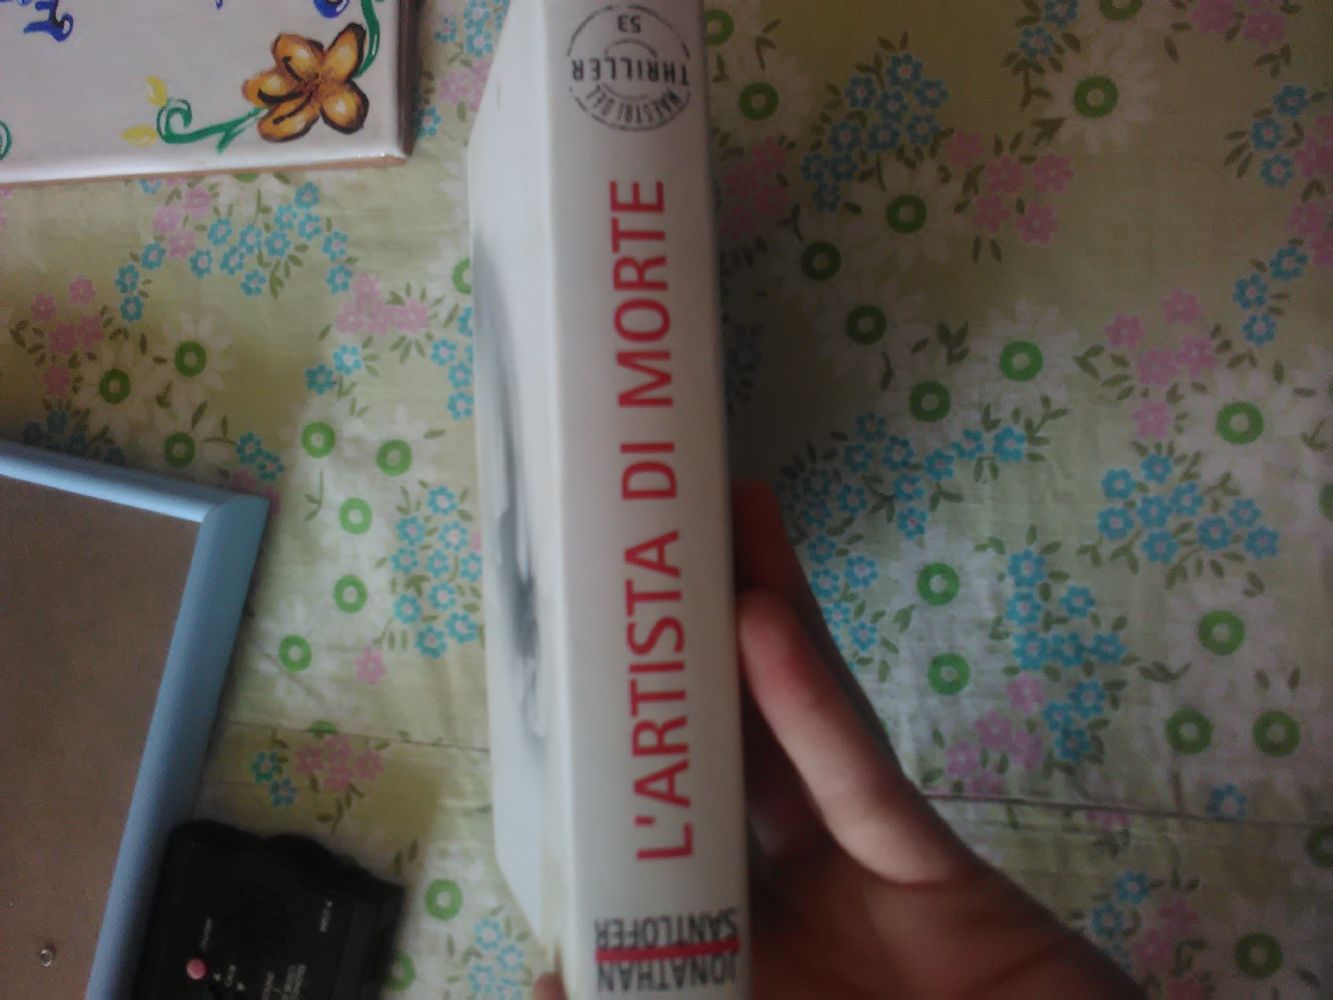 JONATHAN
SANTLOFER
L'ARTISTA DI MORTE
MAESTRI DEL
THRILLER
53